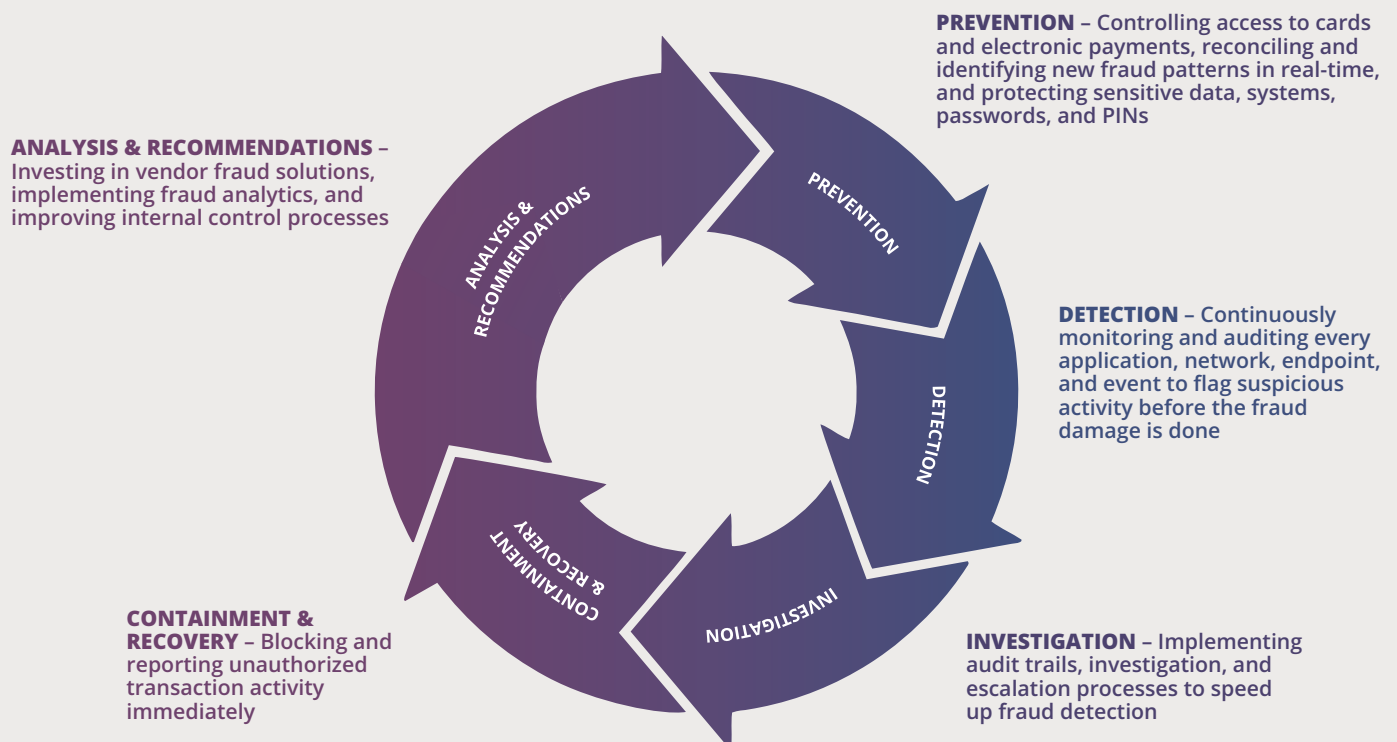 PREVENTION – Controlling access to cards
and electronic payments, reconciling and
identifying new fraud patterns in real-time,
and protecting sensitive data, systems,
passwords, and PINs
DETECTION – Continuously
monitoring and auditing every
application, network, endpoint,
and event to flag suspicious
activity before the fraud
damage is done
INVESTIGATION – Implementing
audit trails, investigation, and
escalation processes to speed
up fraud detection
CONTAINMENT &
RECOVERY – Blocking and
reporting unauthorized
transaction activity
immediately
ANALYSIS & RECOMMENDATIONS –
Investing in vendor fraud solutions,
implementing fraud analytics, and
improving internal control processes
PREVENTION
DETECTION
INVESTIGATION
CONTAINMENT
& RECOVERY
ANALYSIS &
RECOMMENDATIONS